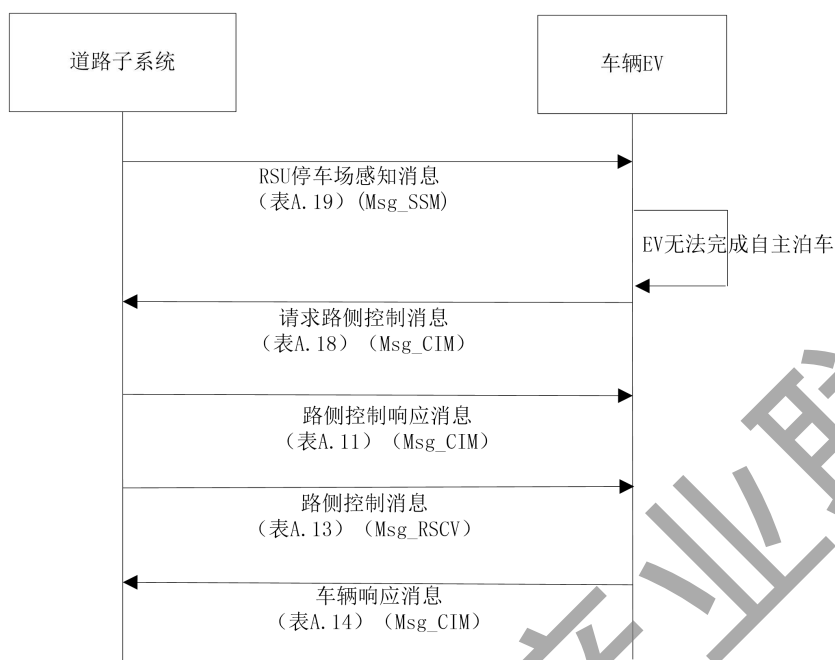 道路子系统
车辆EV
RSU停车场感知消息
（表A.19）(Msg_SSM)
EV无法完成自主泊车
请求路侧控制消息
（表A.18）（Msg_CIM）
路侧控制响应消息
（表A.11）（Msg_CIM）
路侧控制消息
（表A.13）（Msg_RSCV）
车辆响应消息
（表A.14）（Msg_CIM）
产业联